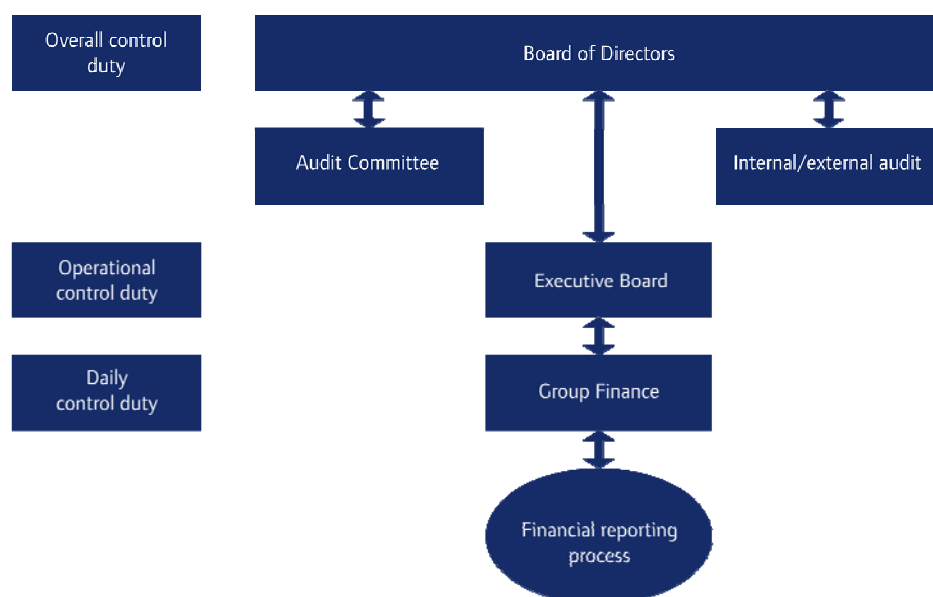 Overall control
duty
Board of Directors
Audit Committee
Internal/external audit
Operational
control duty
Executive Board
Daily
control duty
Group Finance
Financial reporting
process